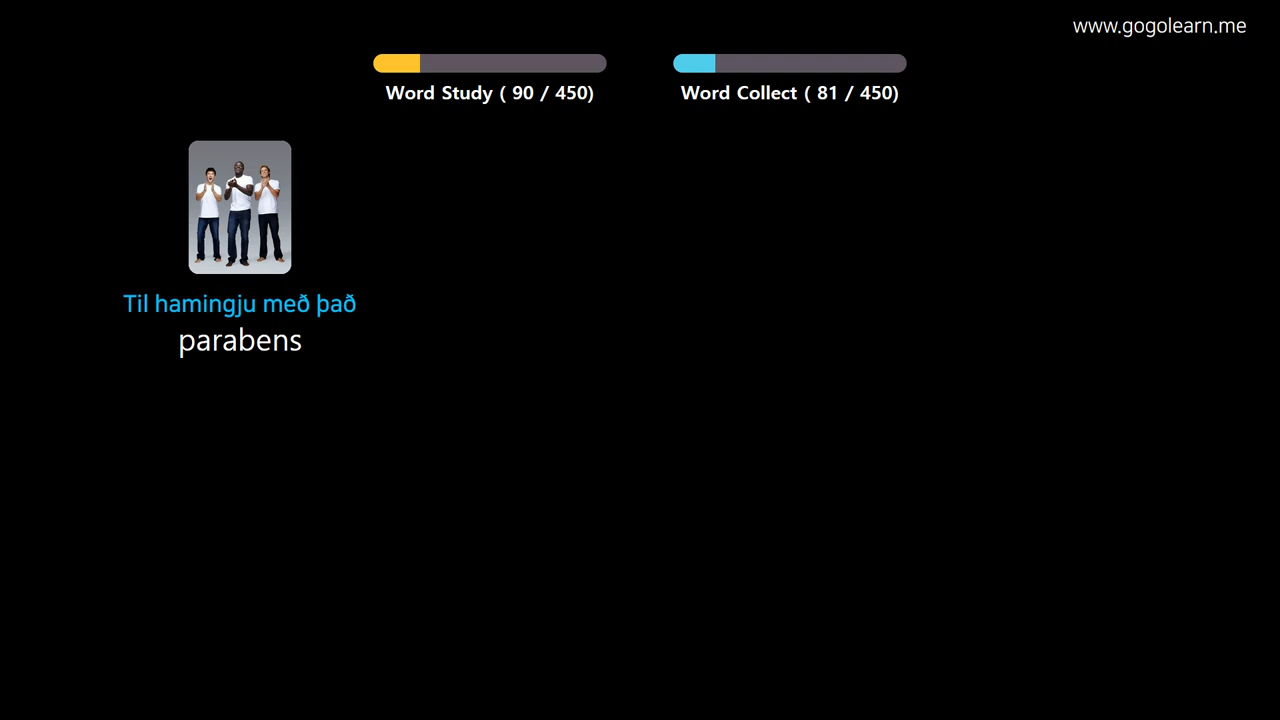 www.gogolearn.me
Word Study ( 90 / 450)
Word Collect ( 81 / 450)
Til hamingju með það
parabens